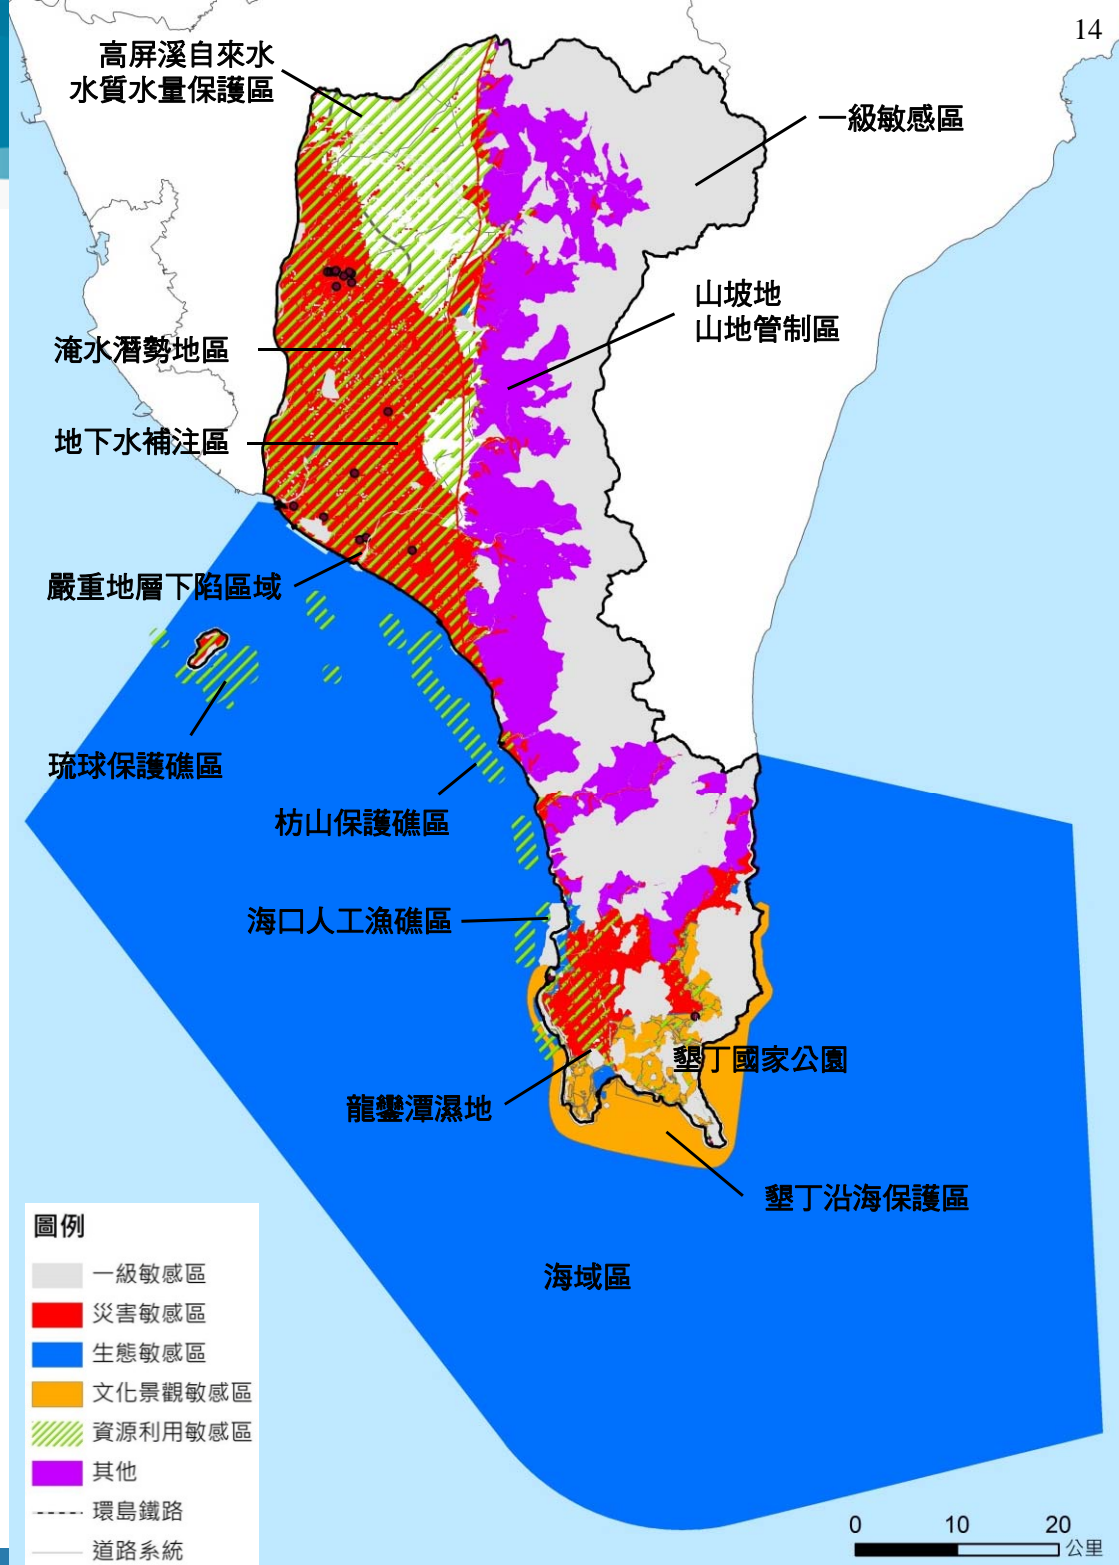 14
高屏溪自來水
水質水量保護區
一級敏感區
山坡地
山地管制區
淹水潛勢地區
地下水補注區
嚴重地層下陷區域
琉球保護礁區
枋山保護礁區
海口人工漁礁區
墾丁國家公園
龍鑾潭濕地
墾丁沿海保護區
海域區
圖例
一級敏感區
災害敏感區
生態敏感區
文化景觀敏感區
資源利用敏感區
其他
環島鐵路
道路系統
0 10 20
公里